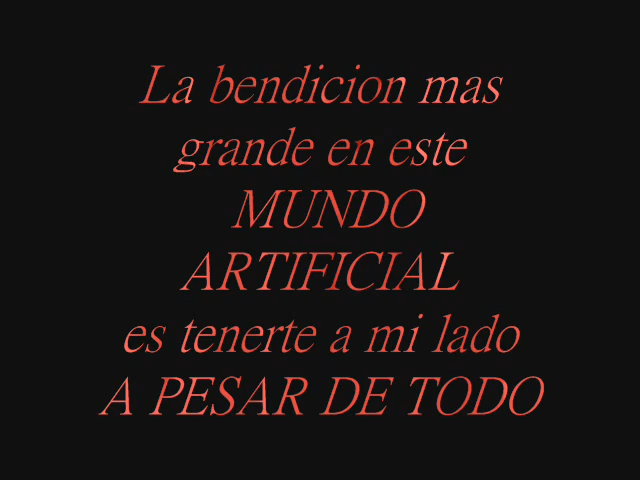 La bendicion mas
grande en este
MUNDO
ARTIFICIAL
es tenerte a mi lado
A PESAR DE TODO